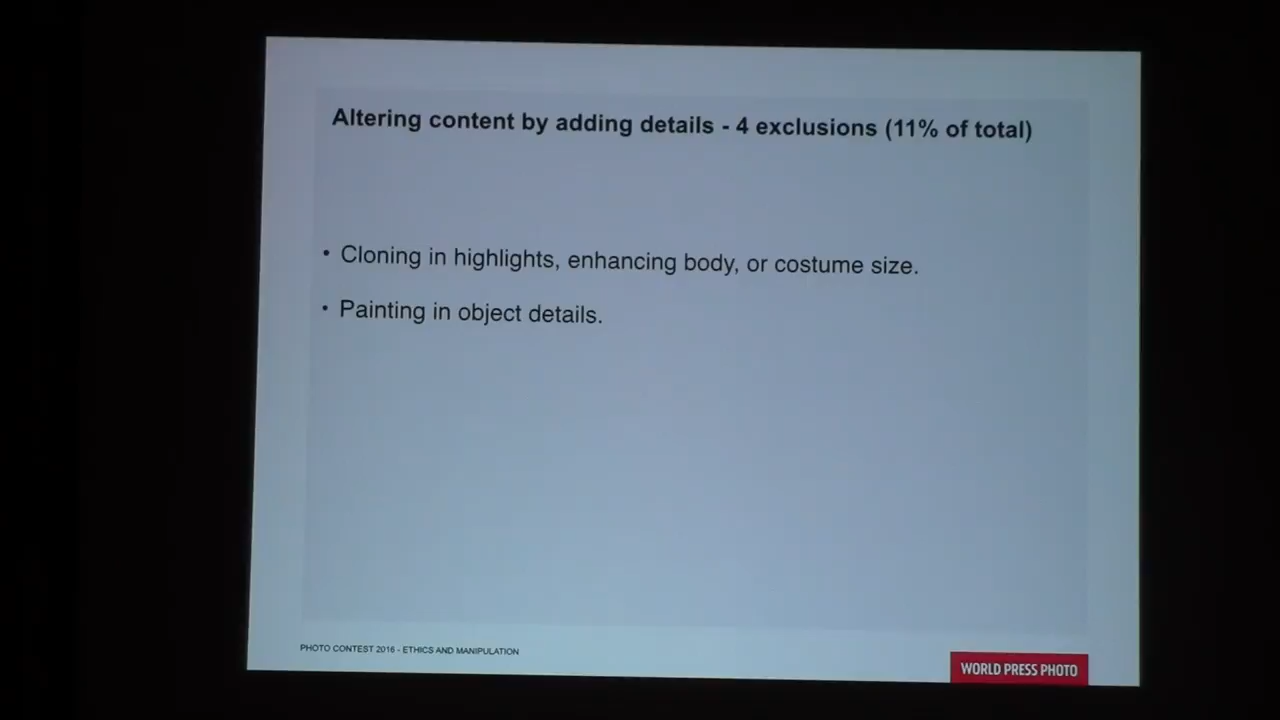 Altering content by adding details - 4 exclusions (11% of total)
• Cloning in highlights, enhancing body, or costume size.
• Painting in object details.
PHOTO CONTEST 2016 - ETHICS AND MANIPULATION
WORLD PRESS PHOTO